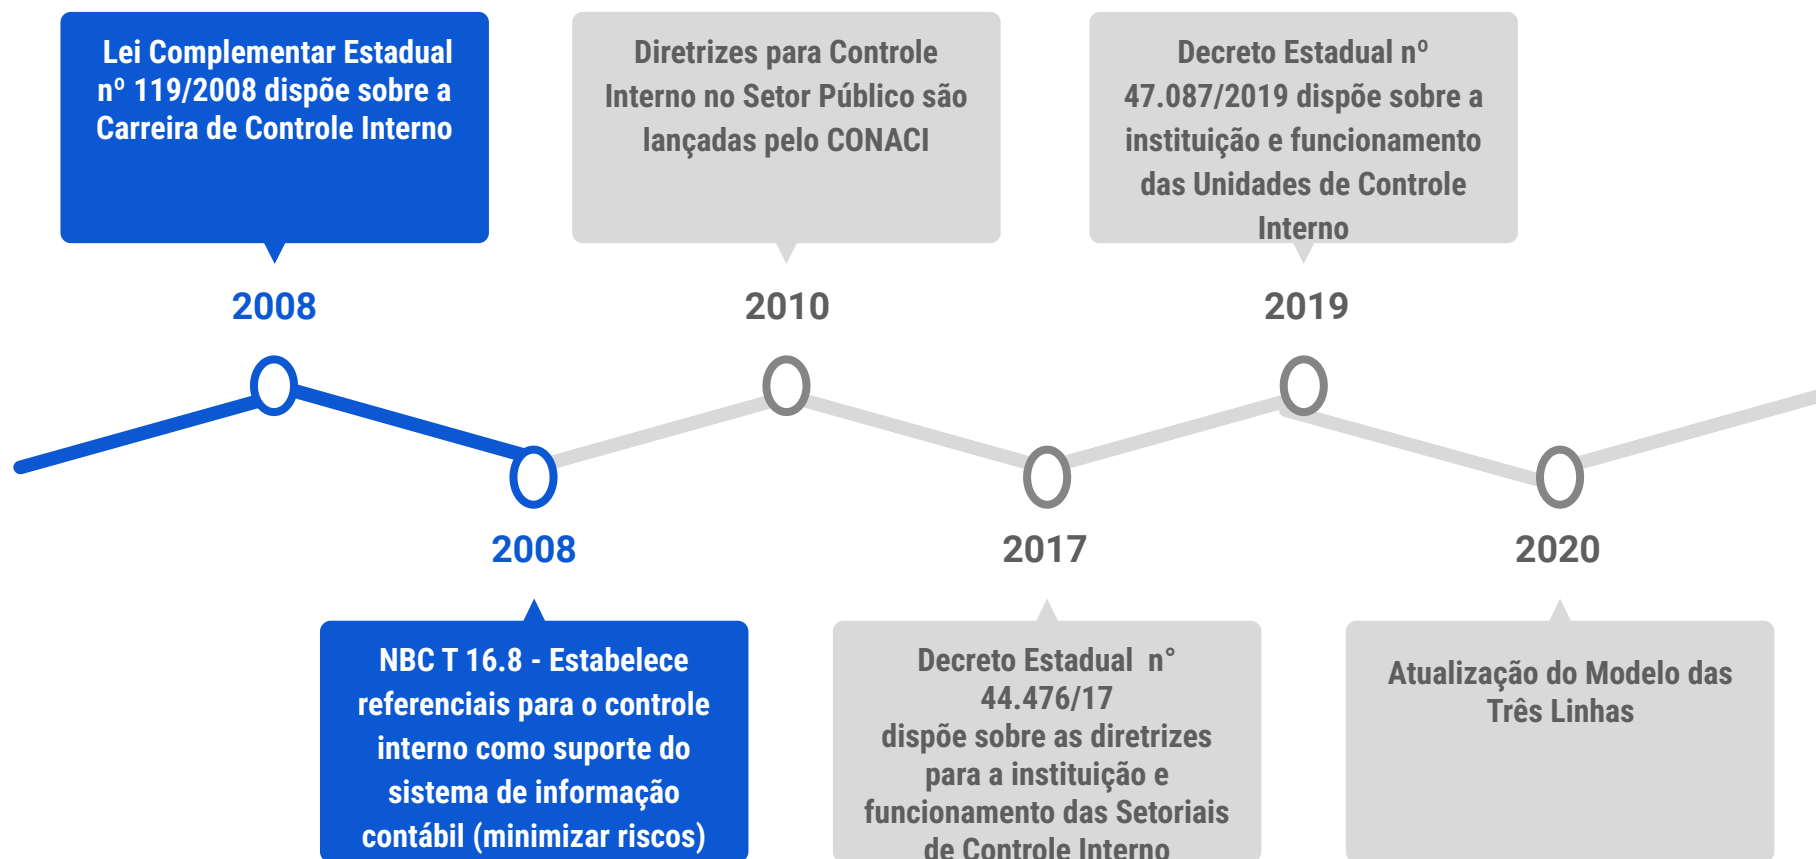 Lei Complementar Estadual
nº 119/2008 dispõe sobre a
Carreira de Controle Interno
2008
NBC T 16.8 - Estabelece
referenciais para o controle
interno como suporte do
sistema de informação
contábil (minimizar riscos)
2008
Diretrizes para Controle
Interno no Setor Público são
lançadas pelo CONACI
2010
Decreto Estadual n°
44.476/17
dispõe sobre as diretrizes
para a instituição e
funcionamento das Setoriais
de Controle Interno
2017
Decreto Estadual nº
47.087/2019 dispõe sobre a
instituição e funcionamento
das Unidades de Controle
Interno
2019
Atualização do Modelo das
Três Linhas
2020